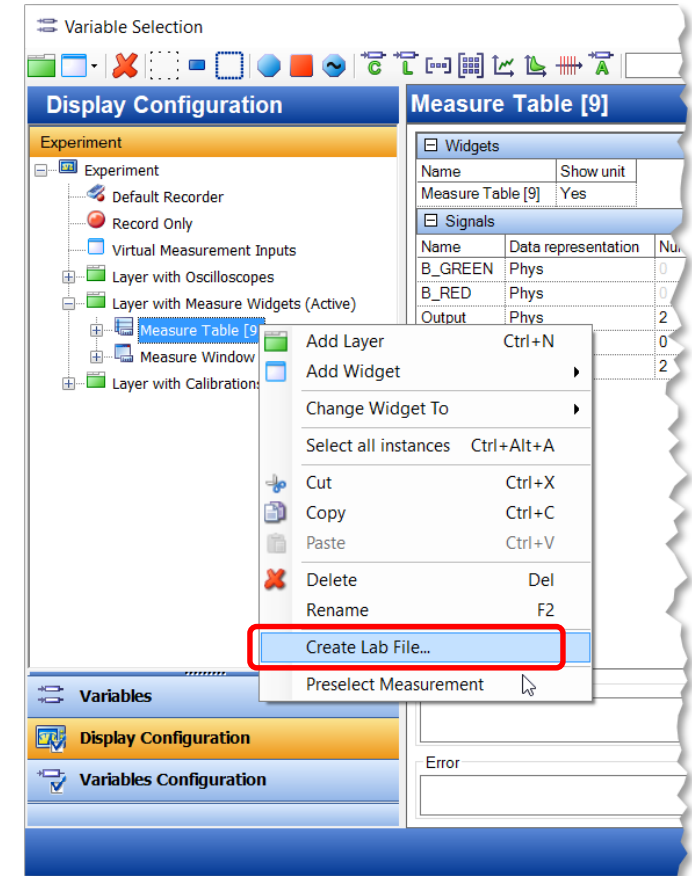 Variable Selection
Display Configuration
Experiment
Experiment
Default Recorder
Record Only
Virtual Measurement Inputs
Layer with Oscilloscopes
Layer with Measure Widgets (Active)
Measure Table [9
Measure Window
Layer with Calibration
Variables
Display Configuration
Variables Configuration
Measure Table [9]
Widgets
Name Show unit
Measure Table [9] Yes
Signals
Name Data representation
B_GREEN Phys 0
B_RED Phys 0
Output Phys 2
0
2
Add Layer Ctrl+N
Add Widget
Change Widget To
Select all instances Ctrl+Alt+A
Cut Ctrl+X
Copy Ctrl+C
Paste Ctrl+V
Delete Del
Rename F2
Create Lab File...
Preselect Measurement
Error